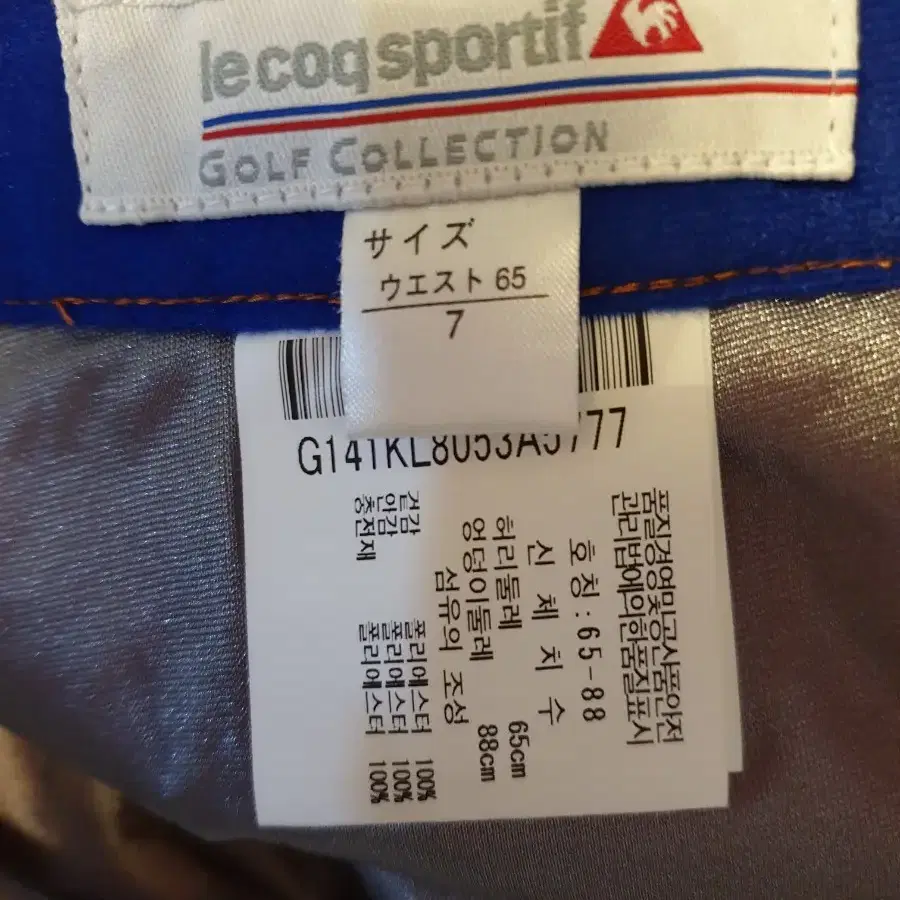 le coq sportif
GOLF COLLECTION
サイズ
ウエスト 65
7
G141KL8053A5777
품질경영및공산품안전
관리법에의한품질표시
호칭:65-88
신 체 치 수
허리둘레 65cm
엉덩이둘레 88cm
섬유의 조성
겉감 폴리에스터 100%
안감 폴리에스터 100%
충전재 폴리에스터 100%